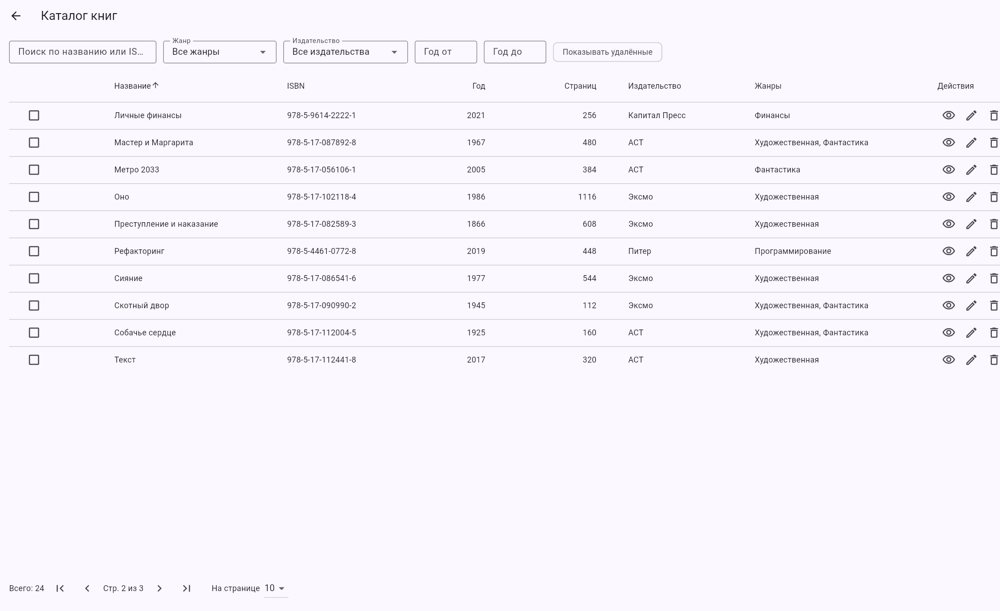 Каталог книг
Жанр Издательство
Поиск по названию или IS... Все жанры Все издательства Год от Год до Показывать удалённые
Название ISBN Год Страниц Издательство Жанры Действия
Личные финансы 978-5-9614-2222-1 2021 256 Капитал Пресс Финансы
Мастер и Маргарита 978-5-17-087892-8 1967 480 АСТ Художественная, Фантастика
Метро 2033 978-5-17-056106-1 2005 384 АСТ Фантастика
Оно 978-5-17-102118-4 1986 1116 Эксмо Художественная
Преступление и наказание 978-5-17-082589-3 1866 608 Эксмо Художественная
Рефакторинг 978-5-4461-0772-8 2019 448 Питер Программирование
Сияние 978-5-17-086541-6 1977 544 Эксмо Художественная
Скотный двор 978-5-17-090990-2 1945 112 Эксмо Художественная, Фантастика
Собачье сердце 978-5-17-112004-5 1925 160 АСТ Художественная, Фантастика
Текст 978-5-17-112441-8 2017 320 АСТ Художественная
Всего: 24 Стр. 2 из 3 На странице 10